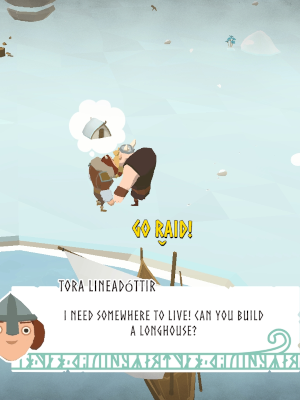 GO RAID!
TORA LINEADÓTTIR
I NEED SOMEWHERE TO LIVE! CAN YOU BUILD
A LONGHOUSE?